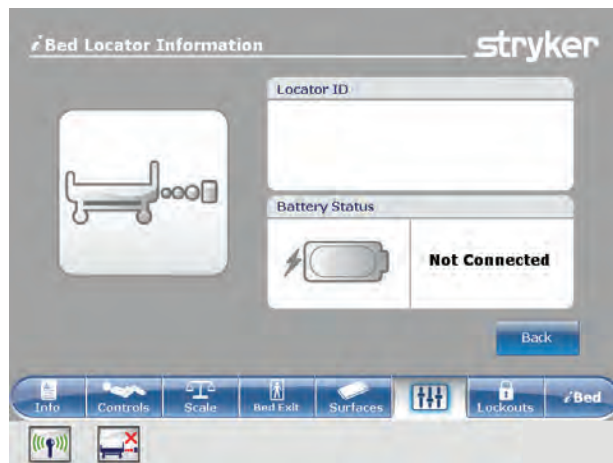 iBed Locator Information
stryker
Locator ID
Battery Status
Not Connected
Back
Info Controls Scale Bed Exit Surfaces Lockouts iBed